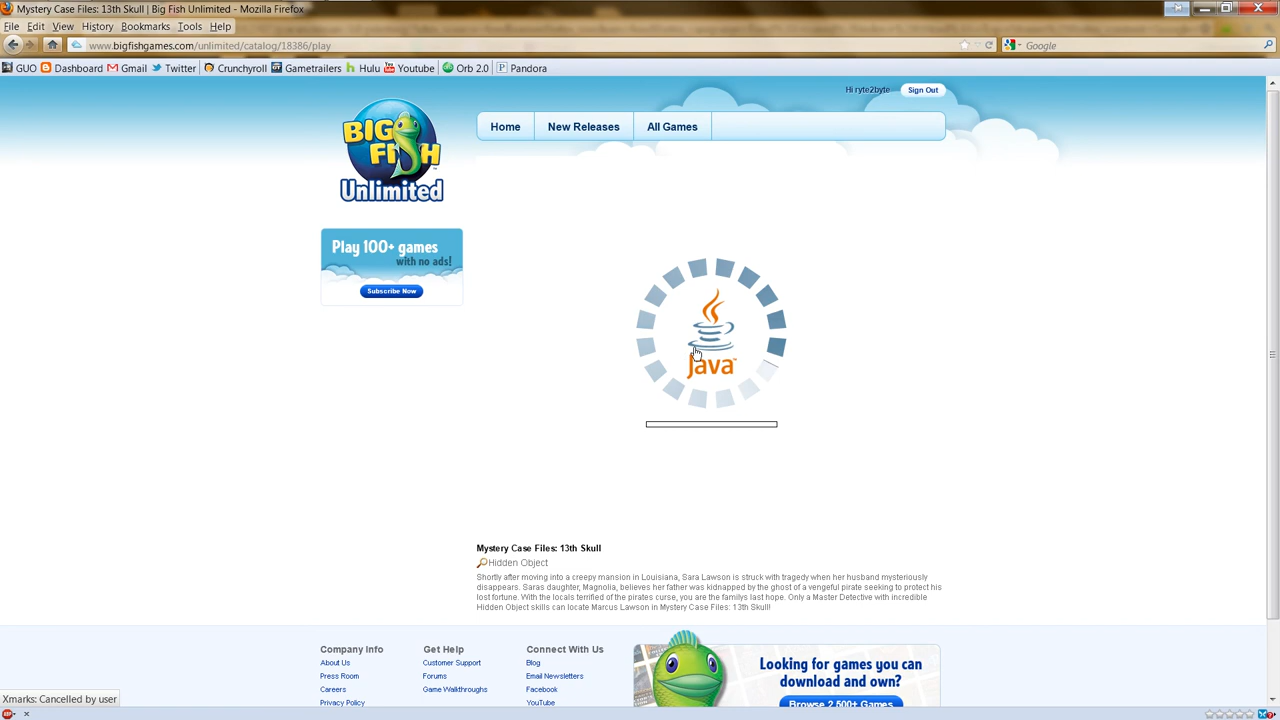 Mystery Case Files: 13th Skull | Big Fish Unlimited - Mozilla Firefox
File Edit View History Bookmarks Tools Help
www.bigfishgames.com/unlimited/catalog/18386/play
Google
GUO Dashboard Gmail Twitter Crunchyroll Gametrailers Hulu Youtube Orb 2.0 Pandora
Hi ryte2byte Sign Out
Home New Releases All Games
BIG FISH
Unlimited
Play 100+ games
with no ads!
Subscribe Now
Java
Mystery Case Files: 13th Skull
Hidden Object
Shortly after moving into a creepy mansion in Louisiana, Sara Lawson is struck with tragedy when her husband mysteriously
disappears. Saras daughter, Magnolia, believes her father was kidnapped by the ghost of a vengeful pirate seeking to protect his
lost fortune. With the locals terrified of the pirates curse, you are the familys last hope. Only a Master Detective with incredible
Hidden Object skills can locate Marcus Lawson in Mystery Case Files: 13th Skull!
Company Info
About Us
Press Room
Careers
Privacy Policy
Get Help
Customer Support
Forums
Game Walkthroughs
Connect With Us
Blog
Email Newsletters
Facebook
YouTube
Looking for games you can
download and own?
Browse 2,500+ Games
Xmarks: Cancelled by user